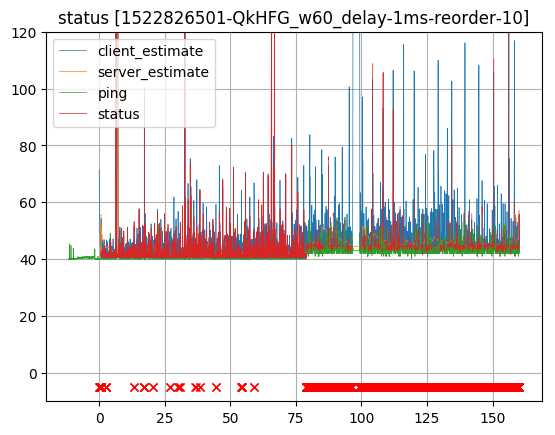 status [1522826501-QkHFG_w60_delay-1ms-reorder-10]
client_estimate
server_estimate
ping
status
120
100
80
60
40
20
0
0
25
50
75
100
125
150